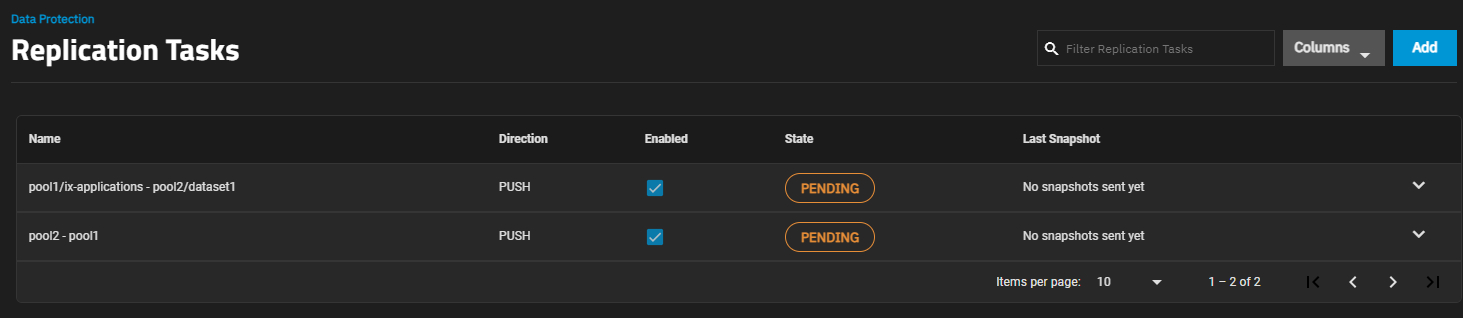 Data Protection
Replication Tasks
Filter Replication Tasks
Columns
Add
Name Direction Enabled State Last Snapshot
pool1/ix-applications - pool2/dataset1 PUSH PENDING No snapshots sent yet
pool2 - pool1 PUSH PENDING No snapshots sent yet
Items per page: 10 1 – 2 of 2